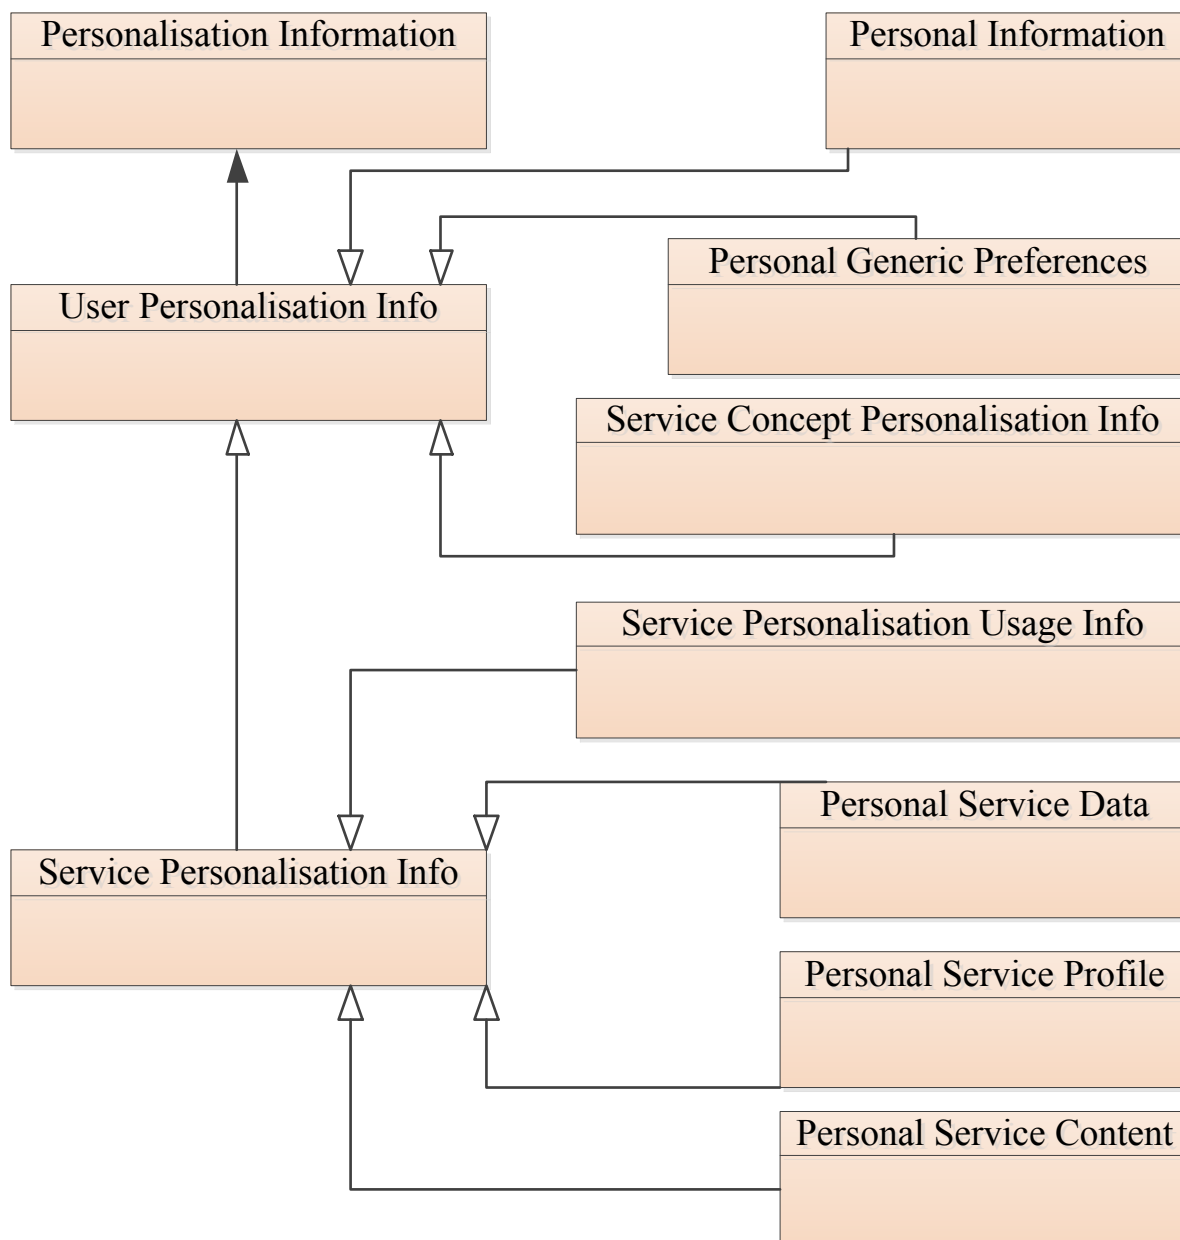 Personalisation Information
Personal Information
Personal Generic Preferences
User Personalisation Info
Service Concept Personalisation Info
Service Personalisation Usage Info
Personal Service Data
Service Personalisation Info
Personal Service Profile
Personal Service Content